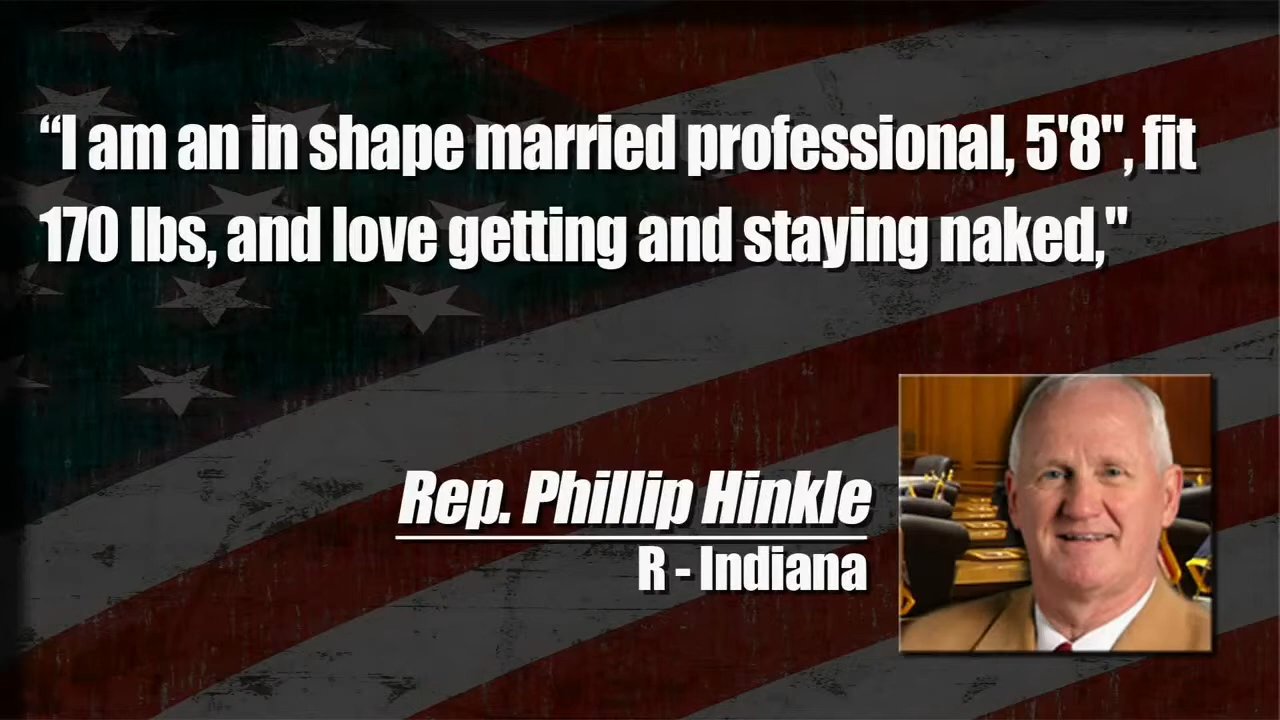 “I am an in shape married professional, 5'8", fit
170 lbs, and love getting and staying naked,"
Rep. Phillip Hinkle
R - Indiana